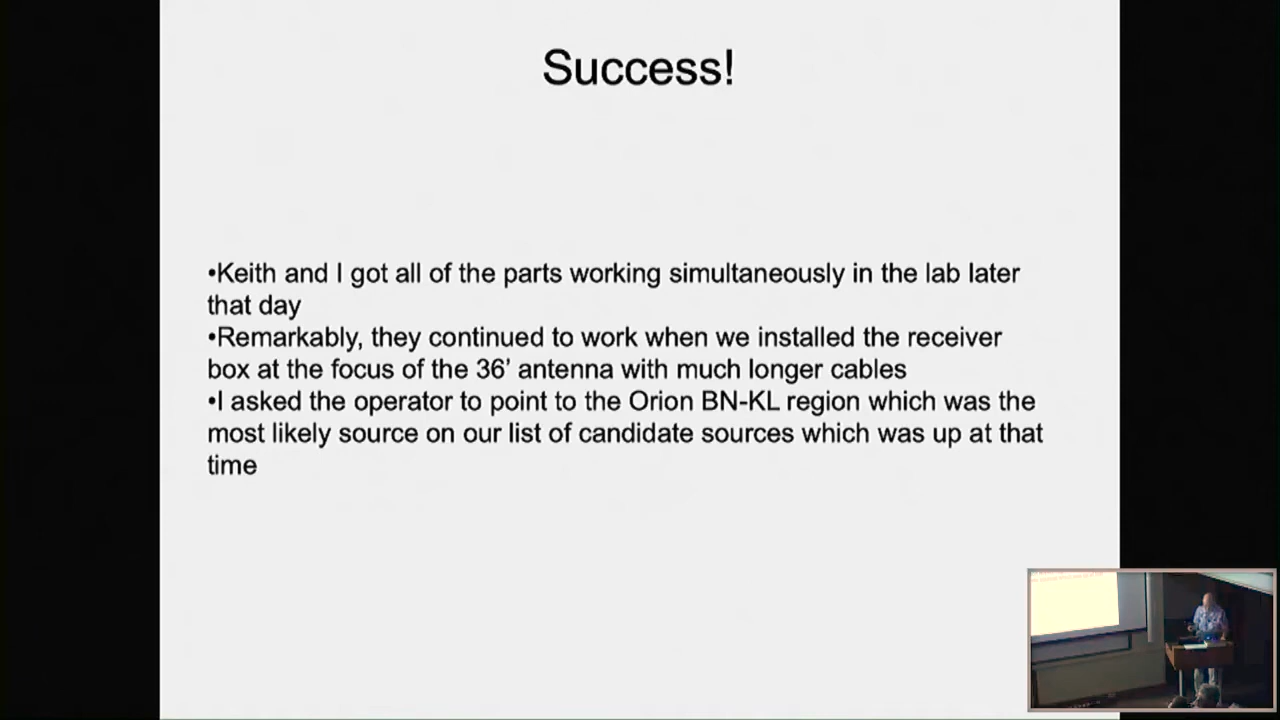 Success!
•Keith and I got all of the parts working simultaneously in the lab later
that day
•Remarkably, they continued to work when we installed the receiver
box at the focus of the 36’ antenna with much longer cables
•I asked the operator to point to the Orion BN-KL region which was the
most likely source on our list of candidate sources which was up at that
time